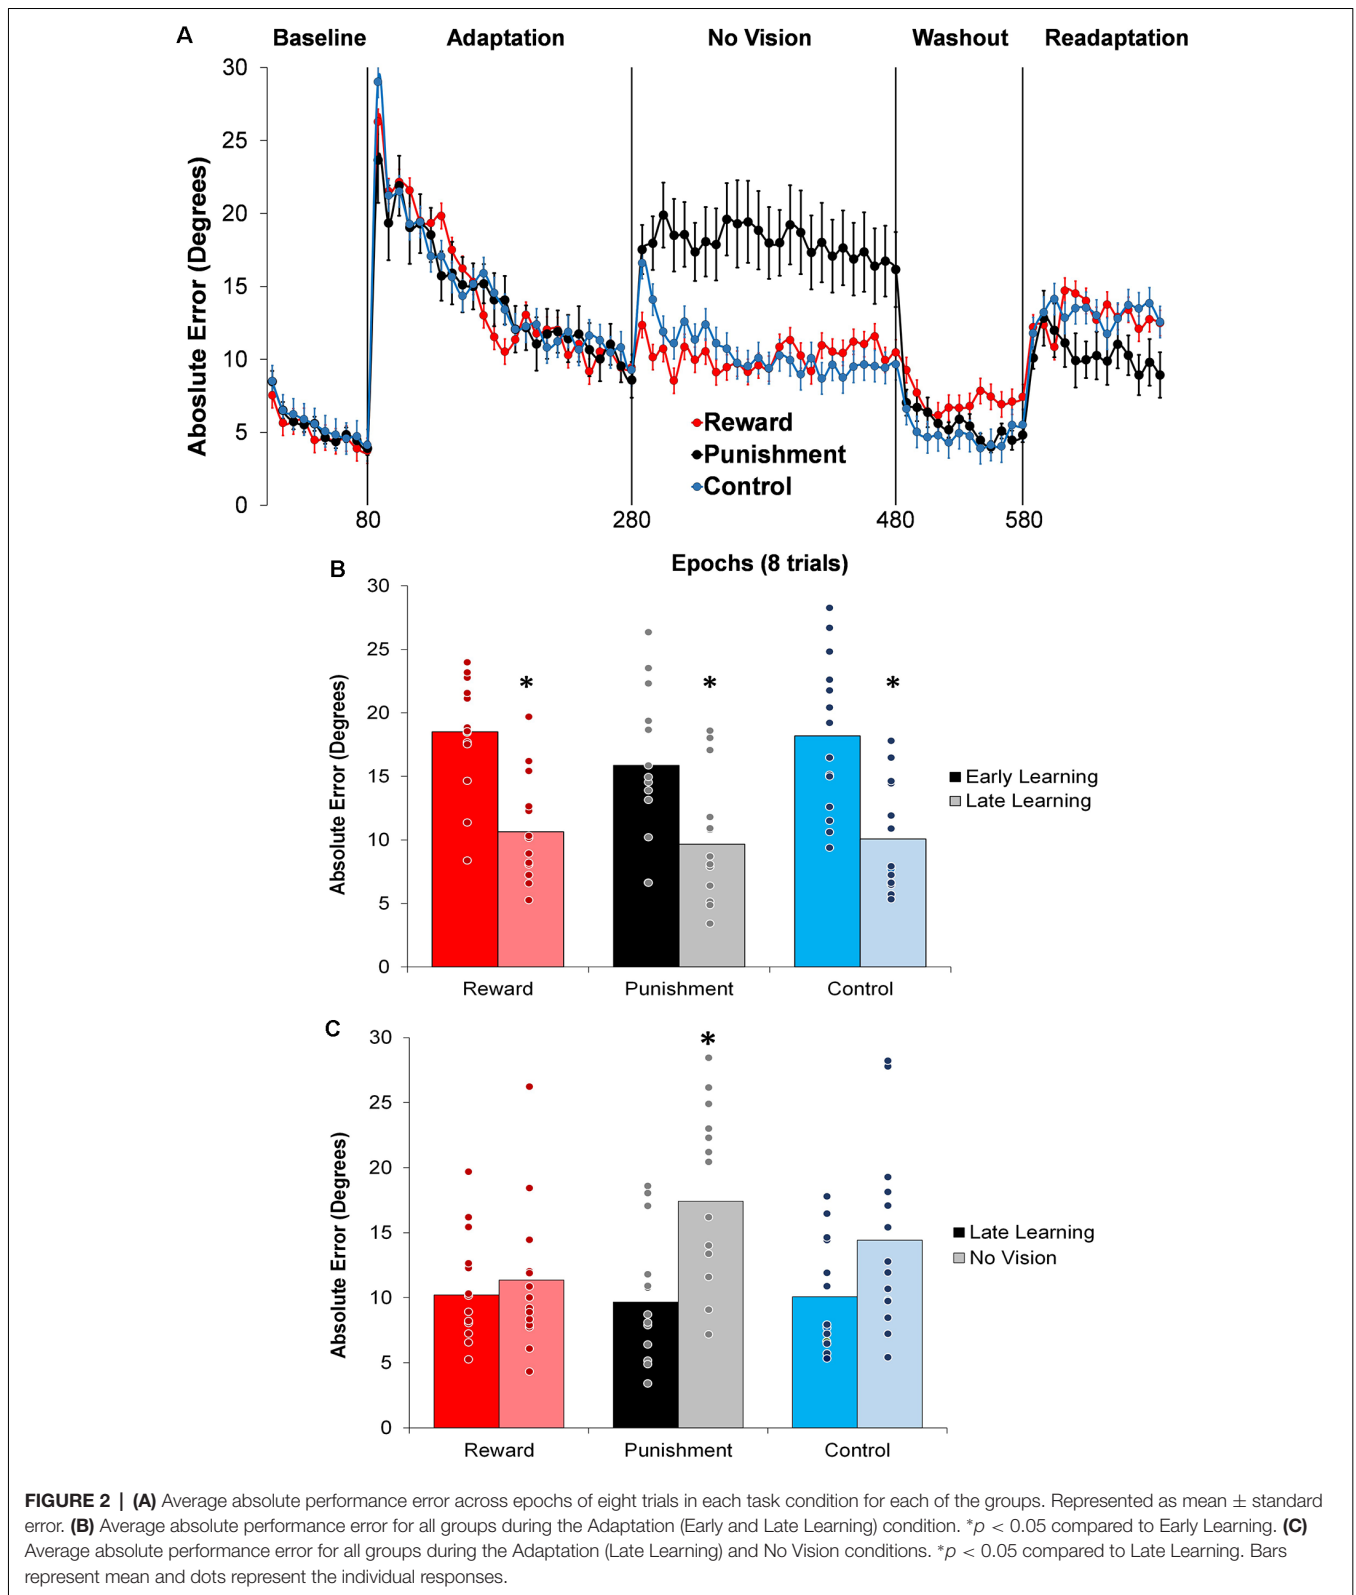 A
Baseline Adaptation No Vision Washout Readaptation
30
25
20
15
10
5
0
Absolute Error (Degrees)
Reward
Punishment
Control
80 280 480 580
Epochs (8 trials)
B
30
25
20
15
10
5
0
Absolute Error (Degrees)
* * *
Early Learning
Late Learning
Reward Punishment Control
C
30
25
20
15
10
5
0
Absolute Error (Degrees)
*
Late Learning
No Vision
Reward Punishment Control
FIGURE 2 | (A) Average absolute performance error across epochs of eight trials in each task condition for each of the groups. Represented as mean ± standard
error. (B) Average absolute performance error for all groups during the Adaptation (Early and Late Learning) condition. *p < 0.05 compared to Early Learning. (C)
Average absolute performance error for all groups during the Adaptation (Late Learning) and No Vision conditions. *p < 0.05 compared to Late Learning. Bars
represent mean and dots represent the individual responses.